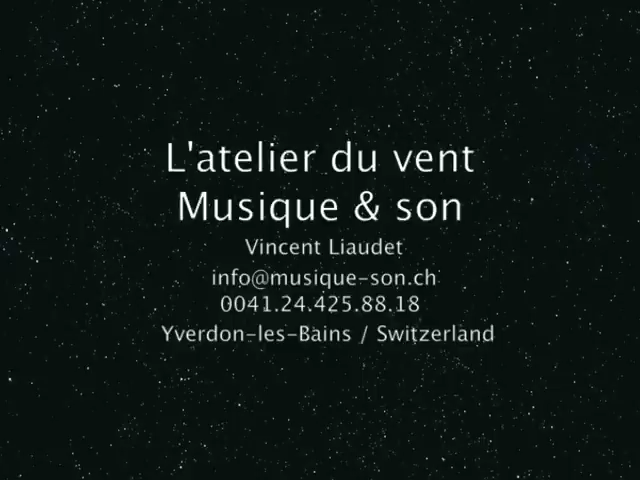 L'atelier du vent
Musique & son
Vincent Liaudet
info@musique-son.ch
0041.24.425.88.18
Yverdon-les-Bains / Switzerland